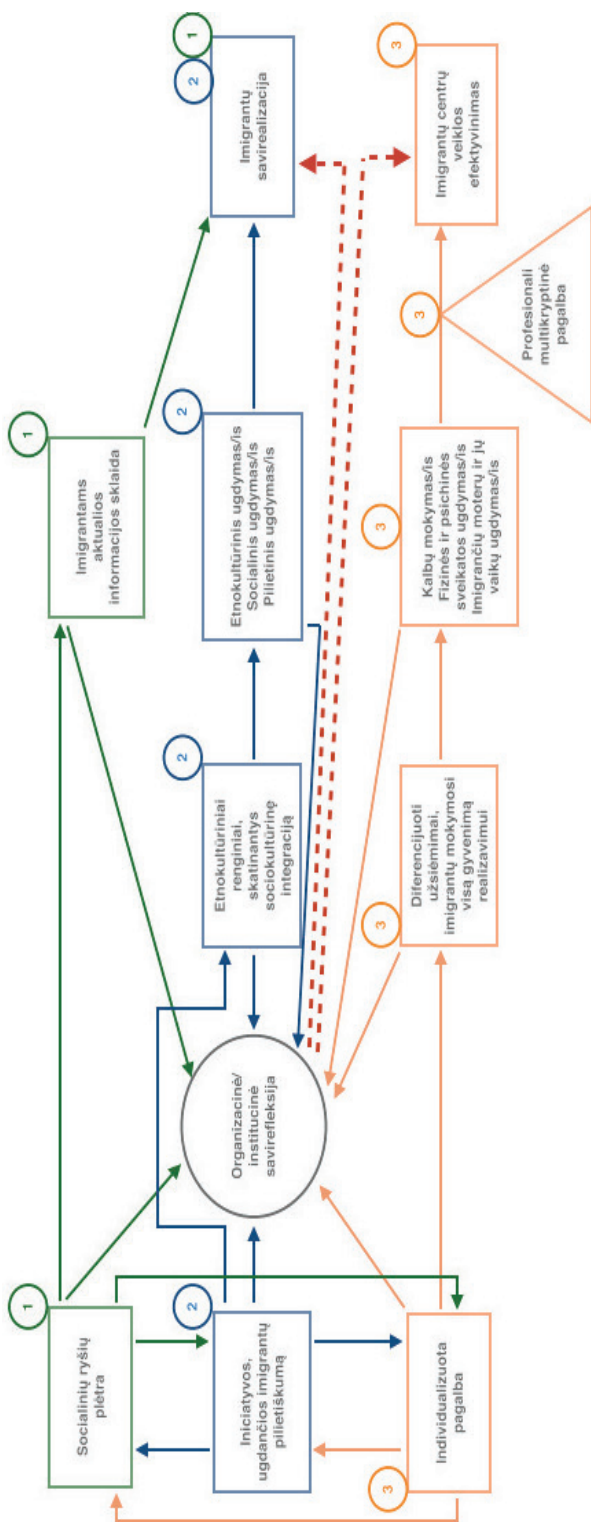 1
Socialinių ryšių
plėtra
1
Imigrantams
aktualios
informacijos sklaida
2
1
Imigrantų
savirealizacija
2
Iniciatyvos,
ugdančios imigrantų
pilietiškumą
Organizacinė/
institucinė
savirefleksija
2
Etnokultūriniai
renginiai,
skatinantys
sociokultūrinę
integraciją
2
Etnokultūrinis ugdymas/is
Socialinis ugdymas/is
Pilietinis ugdymas/is
3
Individualizuota
pagalba
3
Diferencijuoti
užsiėmimai,
imigrantų mokymosi
visą gyvenimą
realizavimui
3
Kalbų mokymas/is
Fizinės ir psichinės
sveikatos ugdymas/is
Imigrančių moterų ir jų
vaikų ugdymas/is
3
Profesionali
multikryptinė
pagalba
3
Imigrantų centrų
veiklos
efektyvinimas